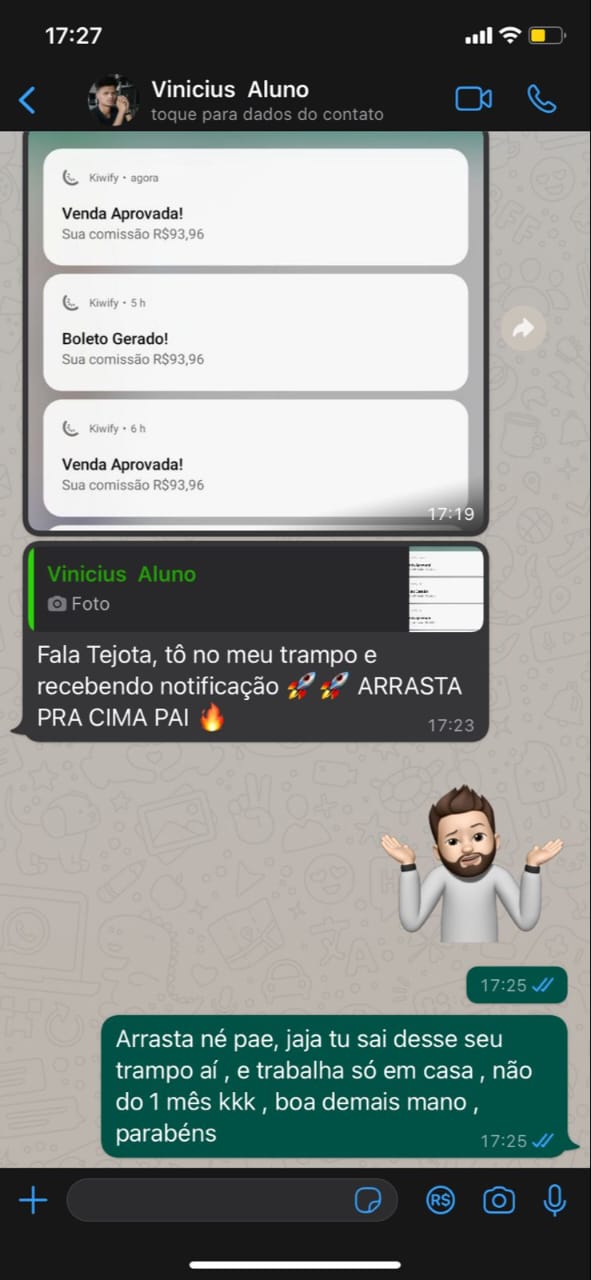 17:27
Vinicius Aluno
toque para dados do contato
Kiwify • agora
Venda Aprovada!
Sua comissão R$93,96
Kiwify • 5 h
Boleto Gerado!
Sua comissão R$93,96
Kiwify • 6 h
Venda Aprovada!
Sua comissão R$93,96
17:19
Vinicius Aluno
Foto
Fala Tejota, tô no meu trampo e
recebendo notificação 🚀 🚀 ARRASTA
PRA CIMA PAI 🔥
17:23
17:25
Arrasta né pae, jaja tu sai desse seu
trampo aí , e trabalha só em casa , não
do 1 mês kkk , boa demais mano ,
parabéns
17:25
R$